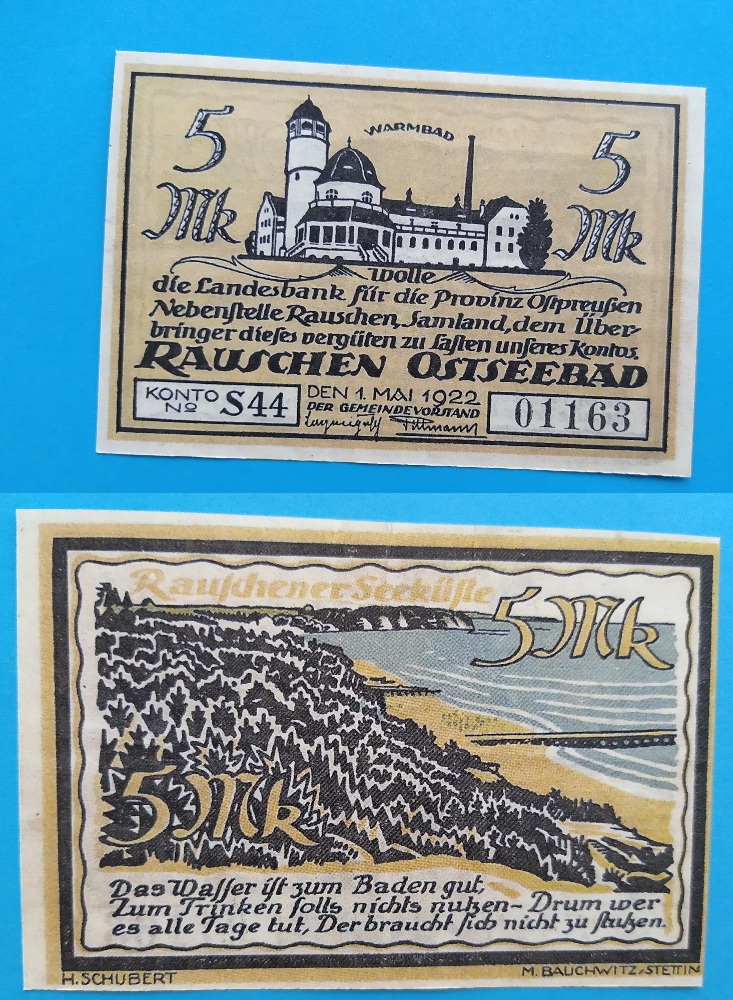 5 Mk
WARMBAD
5 Mk
Wolle
die Landesbank für die Provinz Oſtpreußen
Nebenſtelle Rauschen, Samland, dem Über-
bringer dieſes vergüten zu Laſten unſeres Kontos.
RAUSCHEN OSTSEEBAD
KONTO No S44
DEN 1. MAI 1922
DER GEMEINDEVORSTAND
01163
Rauſchener Seeküſte
5 Mk
5 Mk
Das Waſſer iſt zum Baden gut,
Zum Trinken ſolls nichts nutzen – Drum wer
es alle Tage tut, Der braucht ſich nicht zu ſtutzen.
H. SCHUBERT
M. BAUCHWITZ, STETTIN